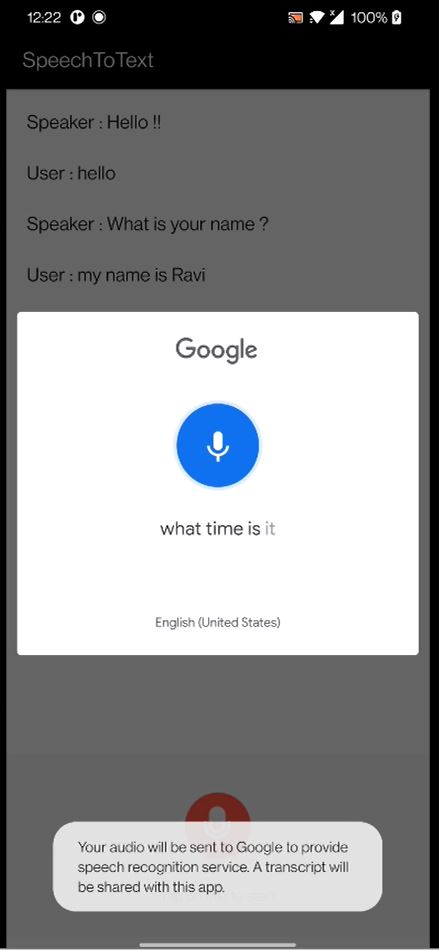 12:22
100%
SpeechToText
Speaker : Hello !!
User : hello
Speaker : What is your name ?
User : my name is Ravi
Google
what time is it
English (United States)
Your audio will be sent to Google to provide
speech recognition service. A transcript will
be shared with this app.